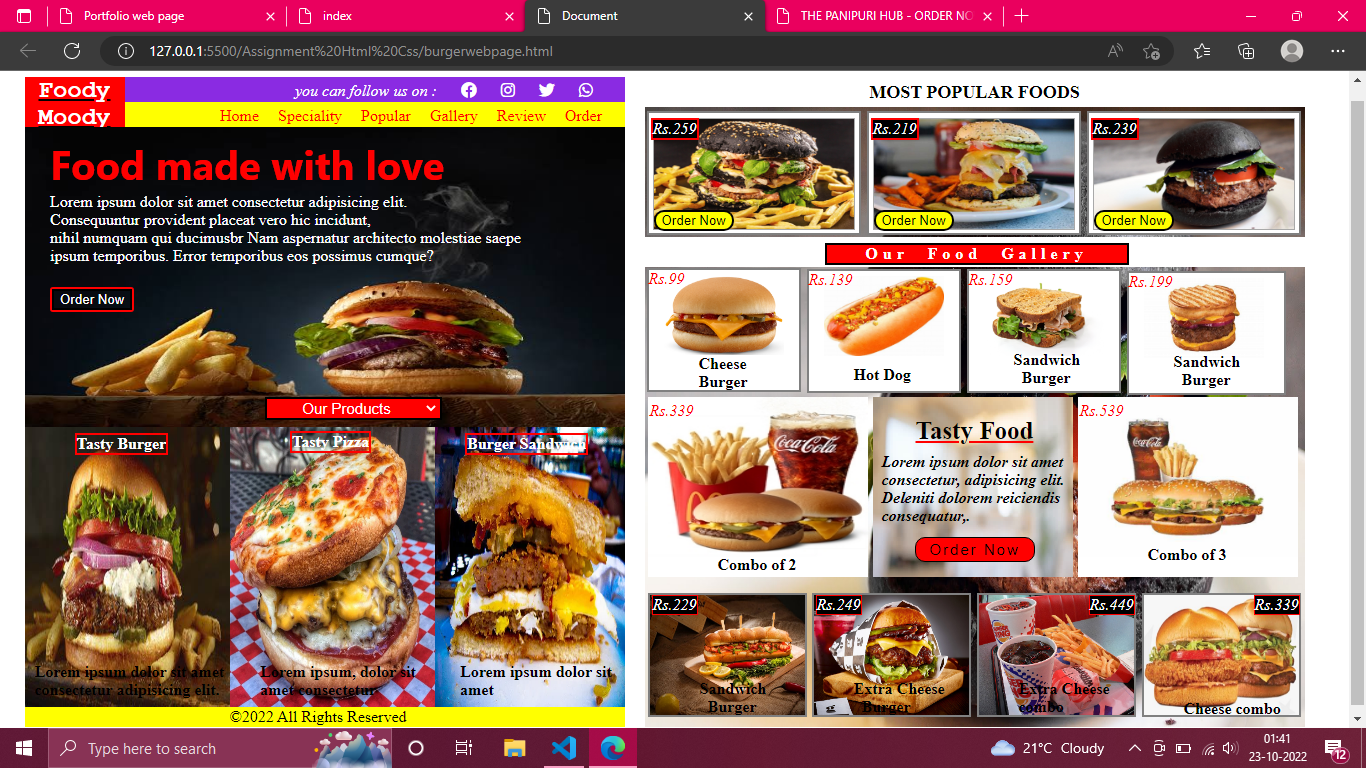 Portfolio web page
index
Document
THE PANIPURI HUB - ORDER NO
127.0.0.1:5500/Assignment%20Html%20Css/burgerwebpage.html
Foody
Moody
you can follow us on :
Home Speciality Popular Gallery Review Order
Food made with love
Lorem ipsum dolor sit amet consectetur adipisicing elit.
Consequuntur provident placeat vero hic incidunt,
nihil numquam qui ducimusbr Nam aspernatur architecto molestiae saepe
ipsum temporibus. Error temporibus eos possimus cumque?
Order Now
Our Products
Tasty Burger
Tasty Pizza
Burger Sandwich
Lorem ipsum dolor sit amet
consectetur adipisicing elit.
Lorem ipsum, dolor sit
amet consectetur
Lorem ipsum dolor sit
amet
©2022 All Rights Reserved
MOST POPULAR FOODS
Rs.259
Order Now
Rs.219
Order Now
Rs.239
Order Now
Our Food Gallery
Rs.99
Cheese
Burger
Rs.139
Hot Dog
Rs.159
Sandwich
Burger
Rs.199
Sandwich
Burger
Rs.339
Coca-Cola
Combo of 2
Tasty Food
Lorem ipsum dolor sit amet
consectetur, adipisicing elit.
Deleniti dolorem reiciendis
consequatur,.
Order Now
Rs.539
Coca-Cola
Combo of 3
Rs.229
Sandwich
Burger
Rs.249
Extra Cheese
Burger
Rs.449
Extra Cheese
combo
Rs.339
Cheese combo
Type here to search
21°C Cloudy
01:41
23-10-2022
12